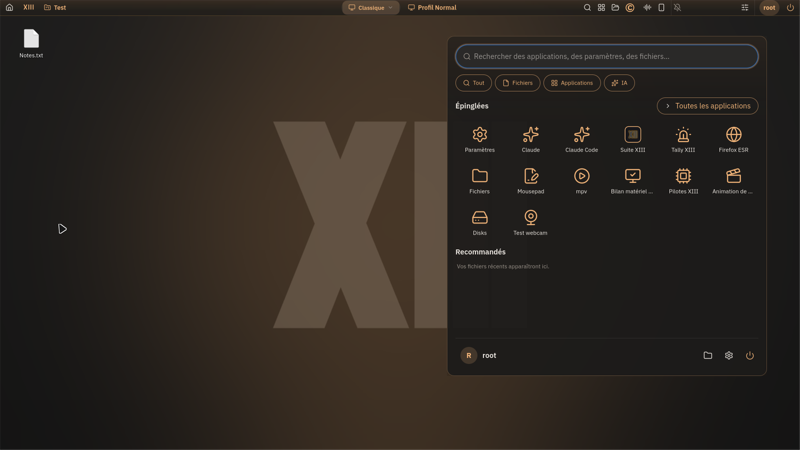 XIII
Test
Classique
Profil Normal
root
Notes.txt
XI
Rechercher des applications, des paramètres, des fichiers...
Tout
Fichiers
Applications
IA
Épinglées
Toutes les applications
Paramètres
Claude
Claude Code
Suite XIII
Tally XIII
Firefox ESR
Fichiers
Mousepad
mpv
Bilan matériel ...
Pilotes XIII
Animation de ...
Disks
Test webcam
Recommandés
Vos fichiers récents apparaîtront ici.
R
root